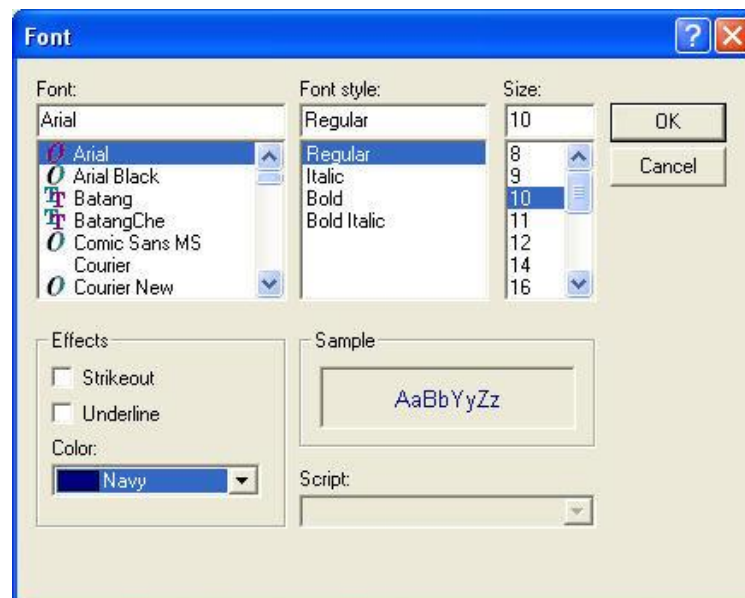 Font
Font:
Arial
Arial
Arial Black
Batang
BatangChe
Comic Sans MS
Courier
Courier New
Font style:
Regular
Regular
Italic
Bold
Bold Italic
Size:
10
8
9
10
11
12
14
16
OK
Cancel
Effects
Strikeout
Underline
Color:
Navy
Sample
AaBbYyZz
Script: